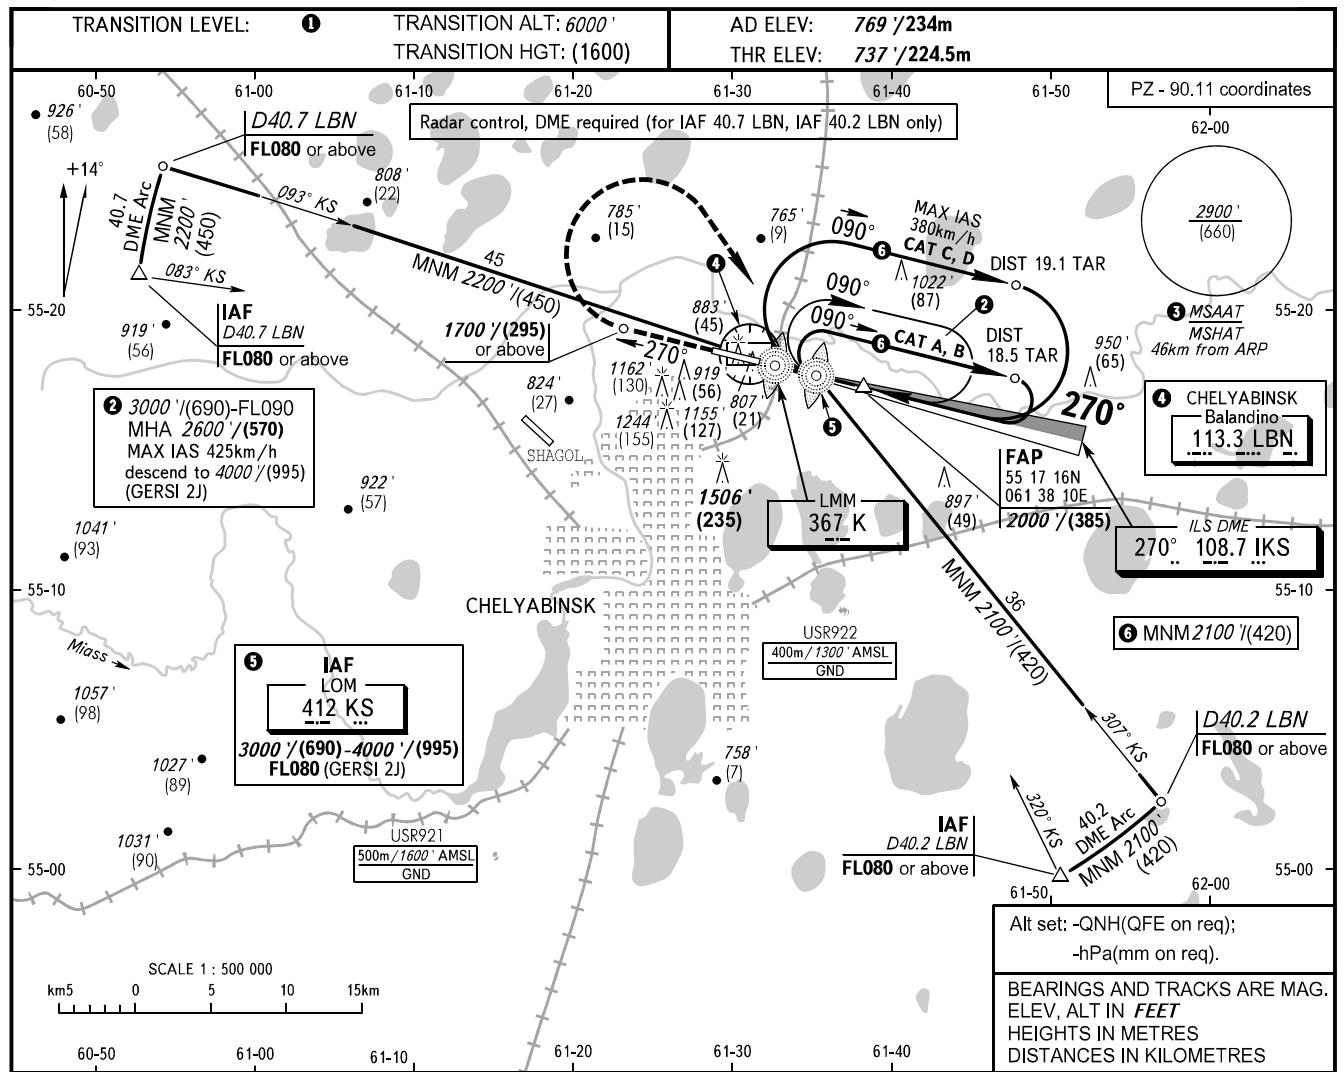 TRANSITION LEVEL: ❶ TRANSITION ALT: 6000 '
TRANSITION HGT: (1600)
AD ELEV: 769 '/234m
THR ELEV: 737 '/224.5m
60-50 61-00 61-10 61-20 61-30 61-40 61-50
PZ - 90.11 coordinates
62-00
Radar control, DME required (for IAF 40.7 LBN, IAF 40.2 LBN only)
926 '
(58)
+14°
D40.7 LBN
FL080 or above
40.7
DME Arc
MNM
2200'
(450)
093° KS
083° KS
808 '
(22)
785 '
(15)
765 '
(9)
45
MNM 2200 '/(450)
IAF
D40.7 LBN
FL080 or above
919 '
(56)
55-20
1700 '/(295)
or above
270°
❹
883 '
(45)
090°
❻ CAT C, D
MAX IAS
380km/h
DIST 19.1 TAR
1022 '
(87)
090°
❷
090°
❻ CAT A, B
DIST
18.5 TAR
2900 '
(660)
❸ MSAAT
MSHAT
46km from ARP
55-20
950 '
(65)
270°
❷ 3000 '/(690)-FL090
MHA 2600 '/(570)
MAX IAS 425km/h
descend to 4000 '/(995)
(GERSI 2J)
824 '
(27)
SHAGOL
1162 '
(130)
919
(56)
1244 '
(155)
1155 '
(127)
807 '
(21)
1506 '
(235)
❺
LMM
367 K
897 '
(49)
FAP
55 17 16N
061 38 10E
2000 '/(385)
❹ CHELYABINSK
Balandino
113.3 LBN
ILS DME
270° 108.7 IKS
922 '
(57)
1041 '
(93)
55-10
55-10
CHELYABINSK
36
MNM 2100 '/(420)
USR922
400m/1300 ' AMSL
GND
❻ MNM 2100 '/(420)
Miass
1057 '
(98)
❺ IAF
LOM
412 KS
3000 '/(690)-4000 '/(995)
FL080 (GERSI 2J)
1027 '
(89)
758 '
(7)
307° KS
D40.2 LBN
FL080 or above
320° KS
40.2
DME Arc
MNM 2100 '
(420)
IAF
D40.2 LBN
FL080 or above
1031 '
(90)
USR921
500m/1600 ' AMSL
GND
55-00
55-00
61-50 62-00
SCALE 1 : 500 000
km5 0 5 10 15km
Alt set: -QNH(QFE on req);
-hPa(mm on req).
BEARINGS AND TRACKS ARE MAG.
ELEV, ALT IN FEET
HEIGHTS IN METRES
DISTANCES IN KILOMETRES
60-50 61-00 61-10 61-20 61-30 61-40